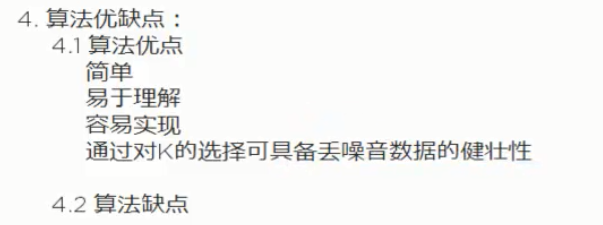 4. 算法优缺点：
4.1 算法优点
简单
易于理解
容易实现
通过对K的选择可具备丢噪音数据的健壮性
4.2 算法缺点